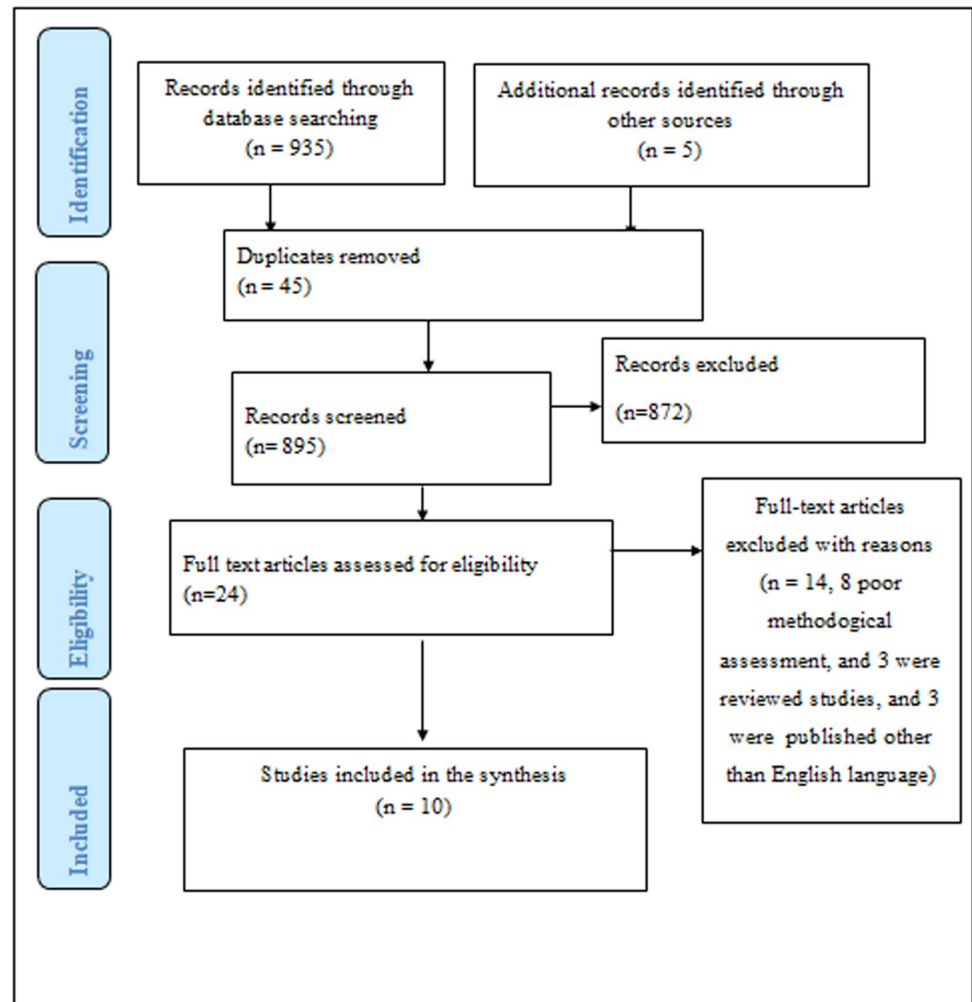 Identification
Records identified through
database searching
(n = 935)
Additional records identified through
other sources
(n = 5)
Duplicates removed
(n = 45)
Screening
Records screened
(n= 895)
Records excluded
(n=872)
Eligibility
Full text articles assessed for eligibility
(n=24)
Full-text articles
excluded with reasons
(n = 14, 8 poor
methodogical
assessment, and 3 were
reviewed studies, and 3
were published other
than English language)
Included
Studies included in the synthesis
(n = 10)